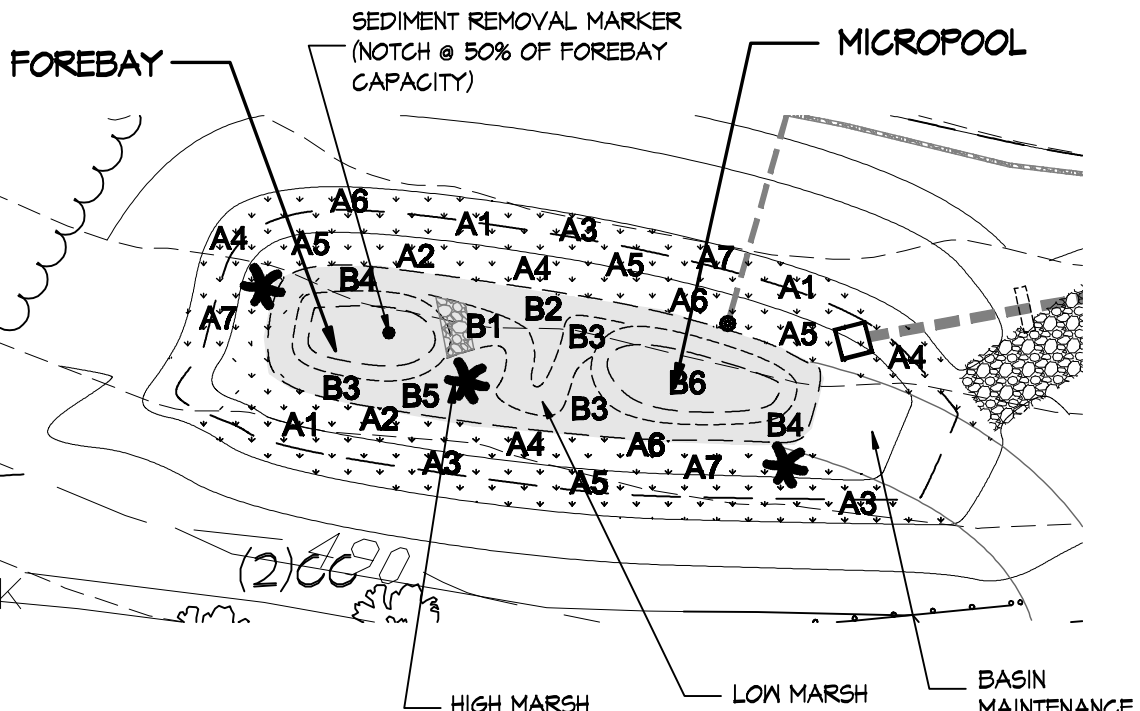 SEDIMENT REMOVAL MARKER
(NOTCH @ 50% OF FOREBAY
CAPACITY)
FOREBAY
MICROPOOL
A6
A1
A3
A4
A5
A2
A4
A5
A7
A1
B4
A6
A7
B2
B1
B3
A5
A4
B3
B5
B6
B3
A1
A2
B4
A4
A6
A3
A5
A7
A3
(2)CC
190
K
HIGH MARSH
LOW MARSH
BASIN
MAINTENANCE